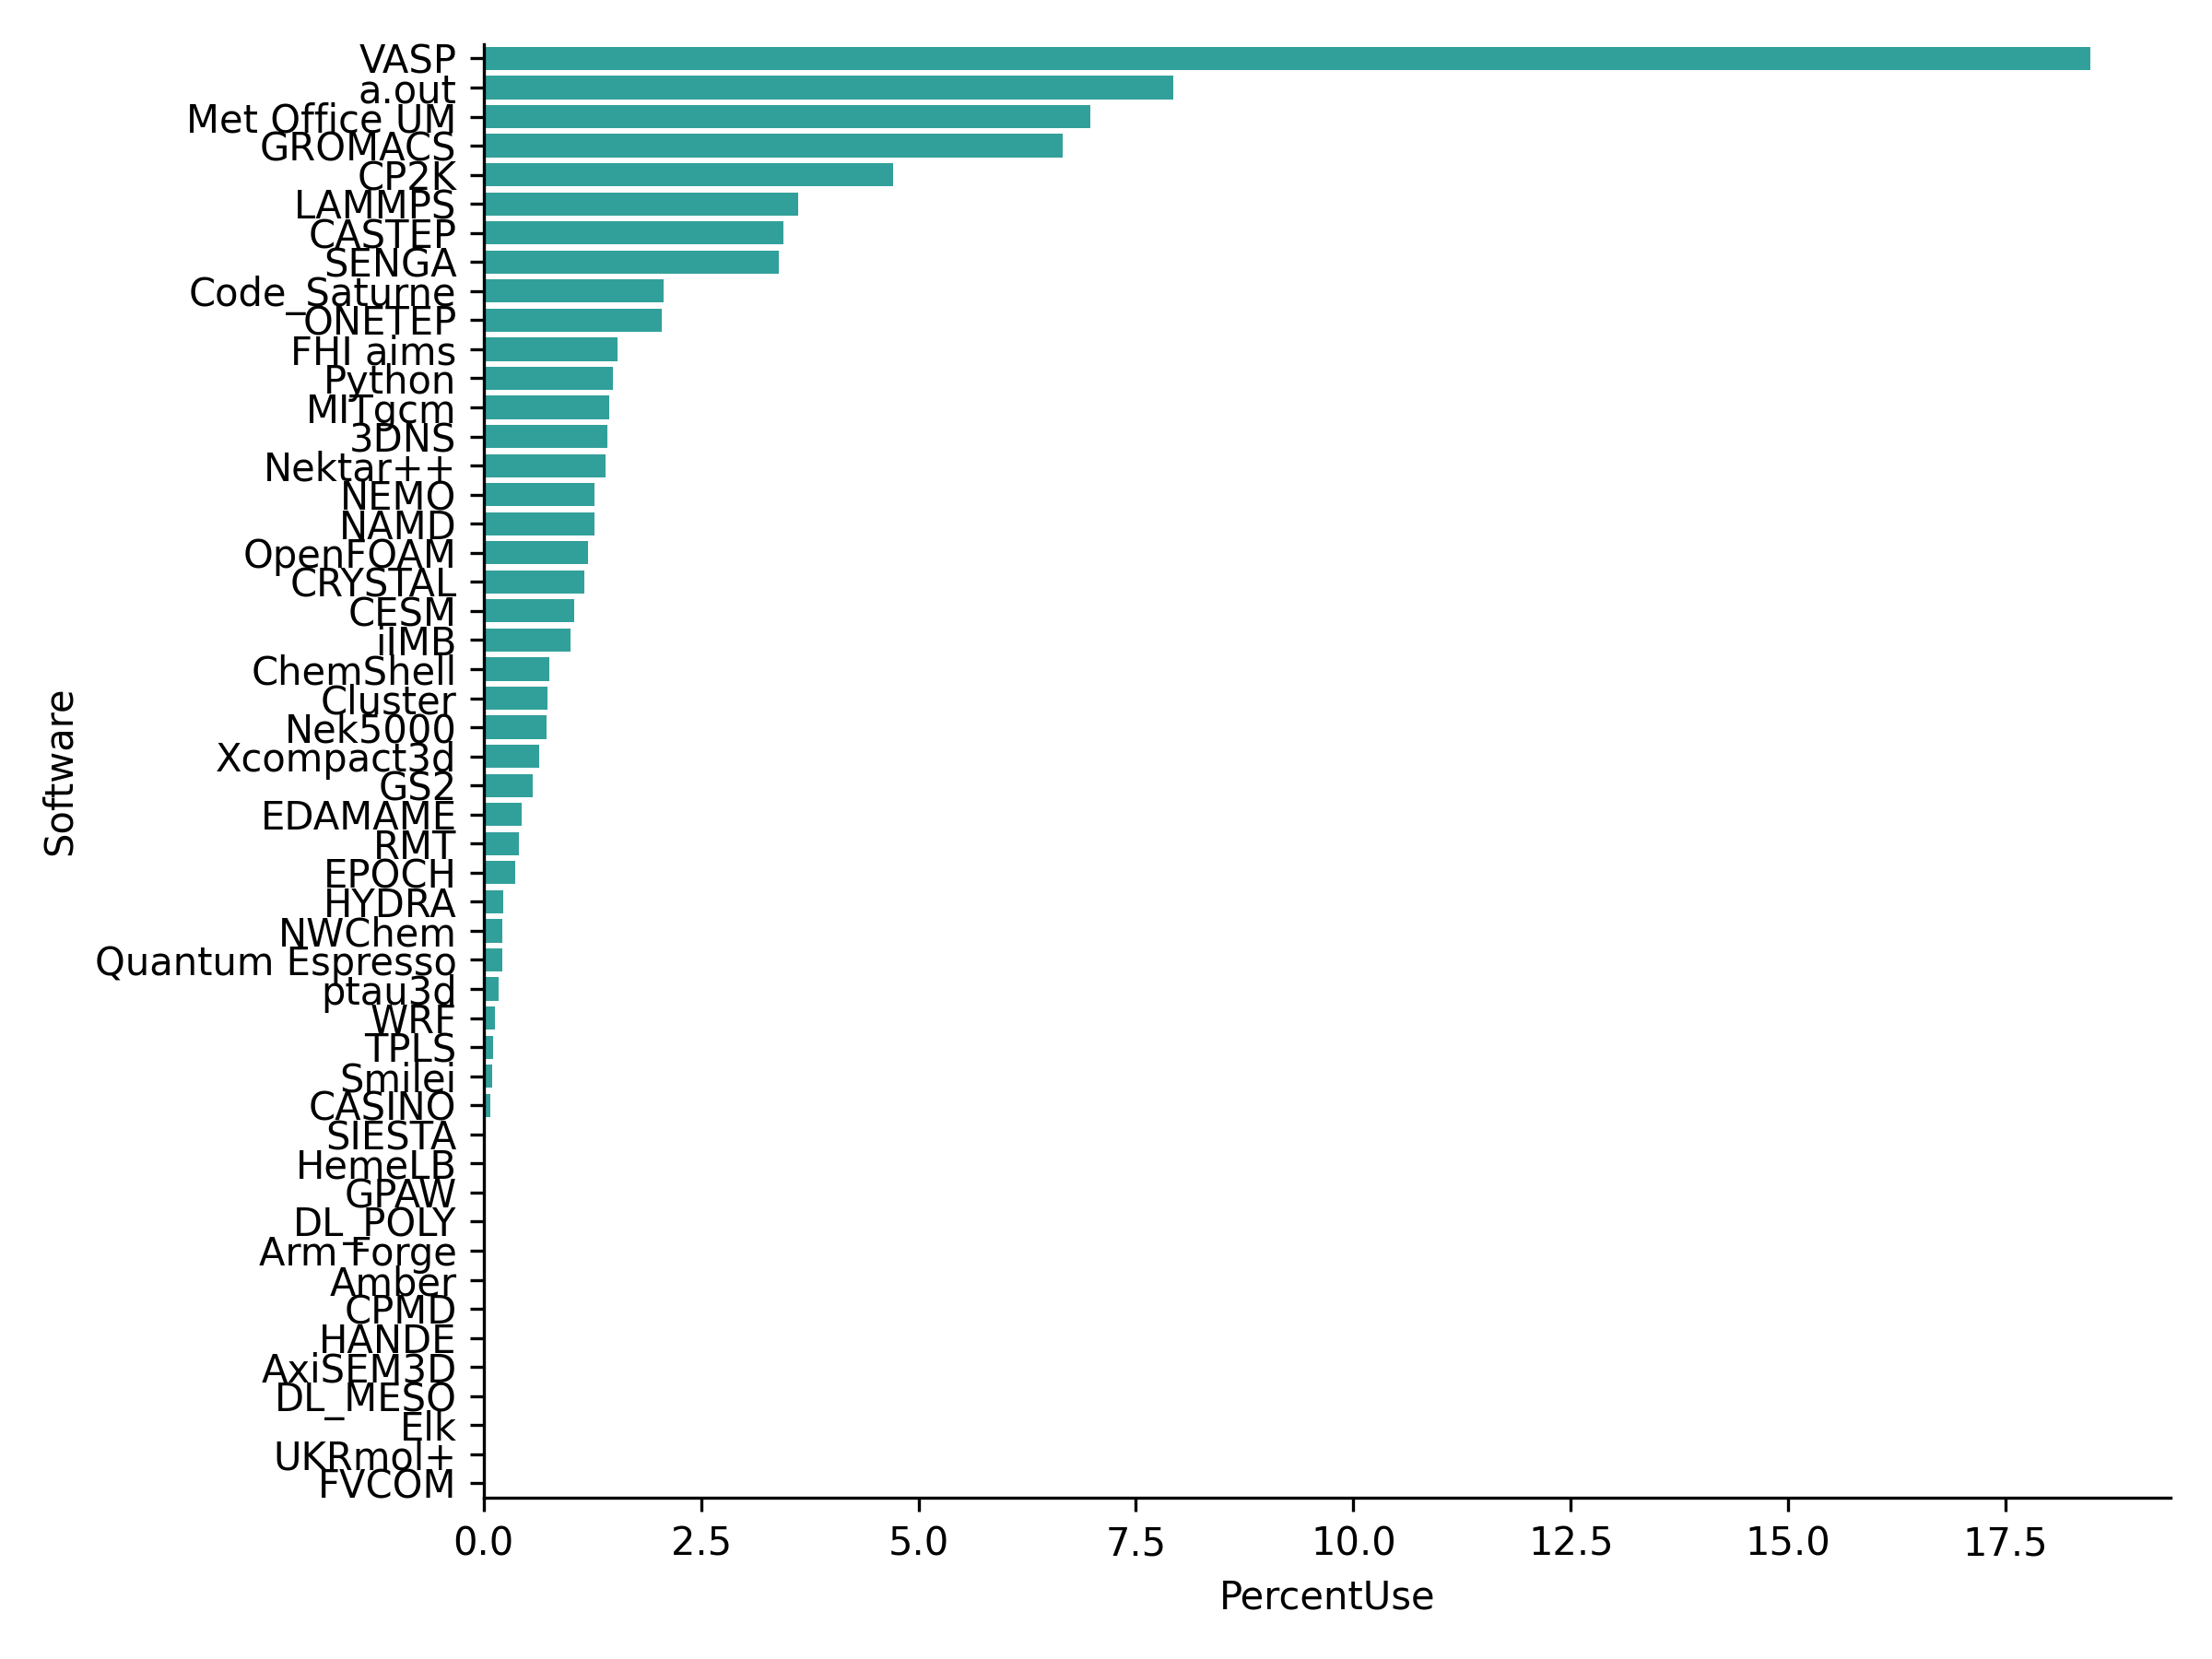 VASP
a.out
Met Office UM
GROMACS
CP2K
LAMMPS
CASTEP
SENGA
Code_Saturne
ONETEP
FHI aims
Python
MITgcm
3DNS
Nektar++
NEMO
NAMD
OpenFOAM
CRYSTAL
CESM
iIMB
ChemShell
Cluster
Nek5000
Xcompact3d
GS2
EDAMAME
RMT
EPOCH
HYDRA
NWChem
Quantum Espresso
ptau3d
WRF
TPLS
Smilei
CASINO
SIESTA
HemeLB
GPAW
DL_POLY
Arm Forge
Amber
CPMD
HANDE
AxiSEM3D
DL_MESO
Elk
UKRmol+
FVCOM
Software
0.0 2.5 5.0 7.5 10.0 12.5 15.0 17.5
PercentUse